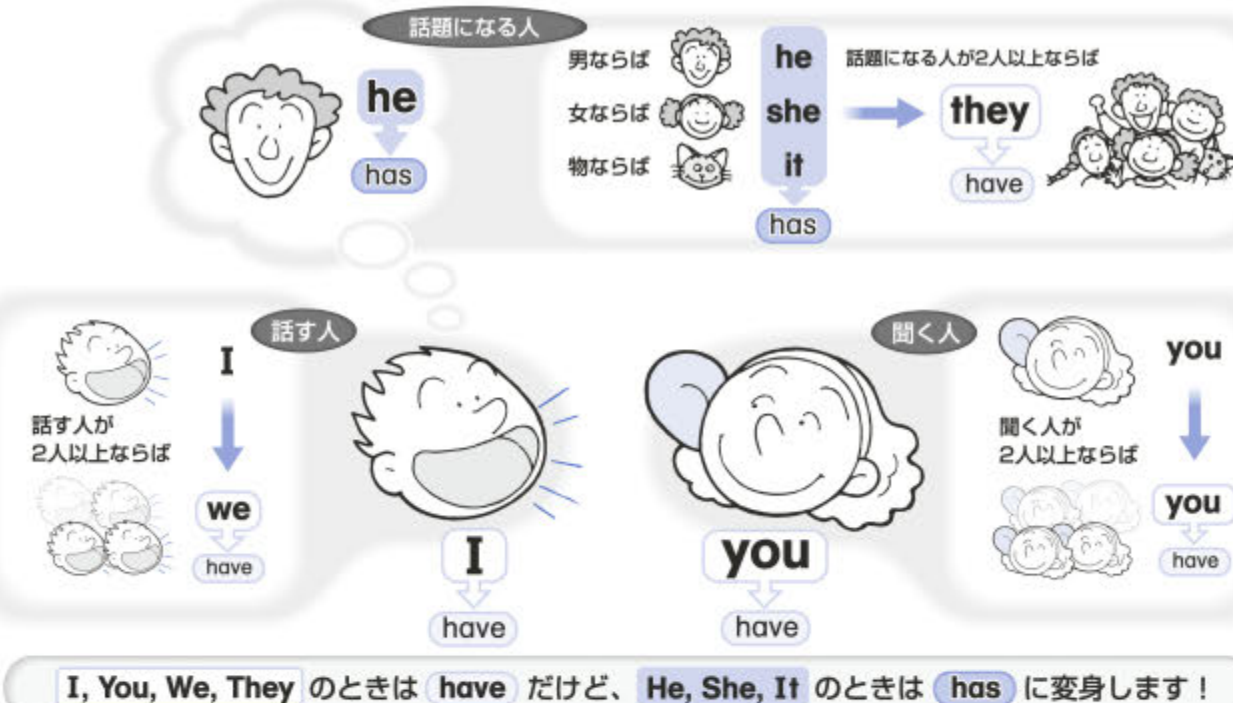 話題になる人
he
has
男ならば he
女ならば she
物ならば it
has
話題になる人が2人以上ならば
they
have
話す人
I
話す人が
2人以上ならば
we
have
I
have
聞く人
you
have
you
聞く人が
2人以上ならば
you
have
I, You, We, They のときは have だけど、 He, She, It のときは has に変身します！